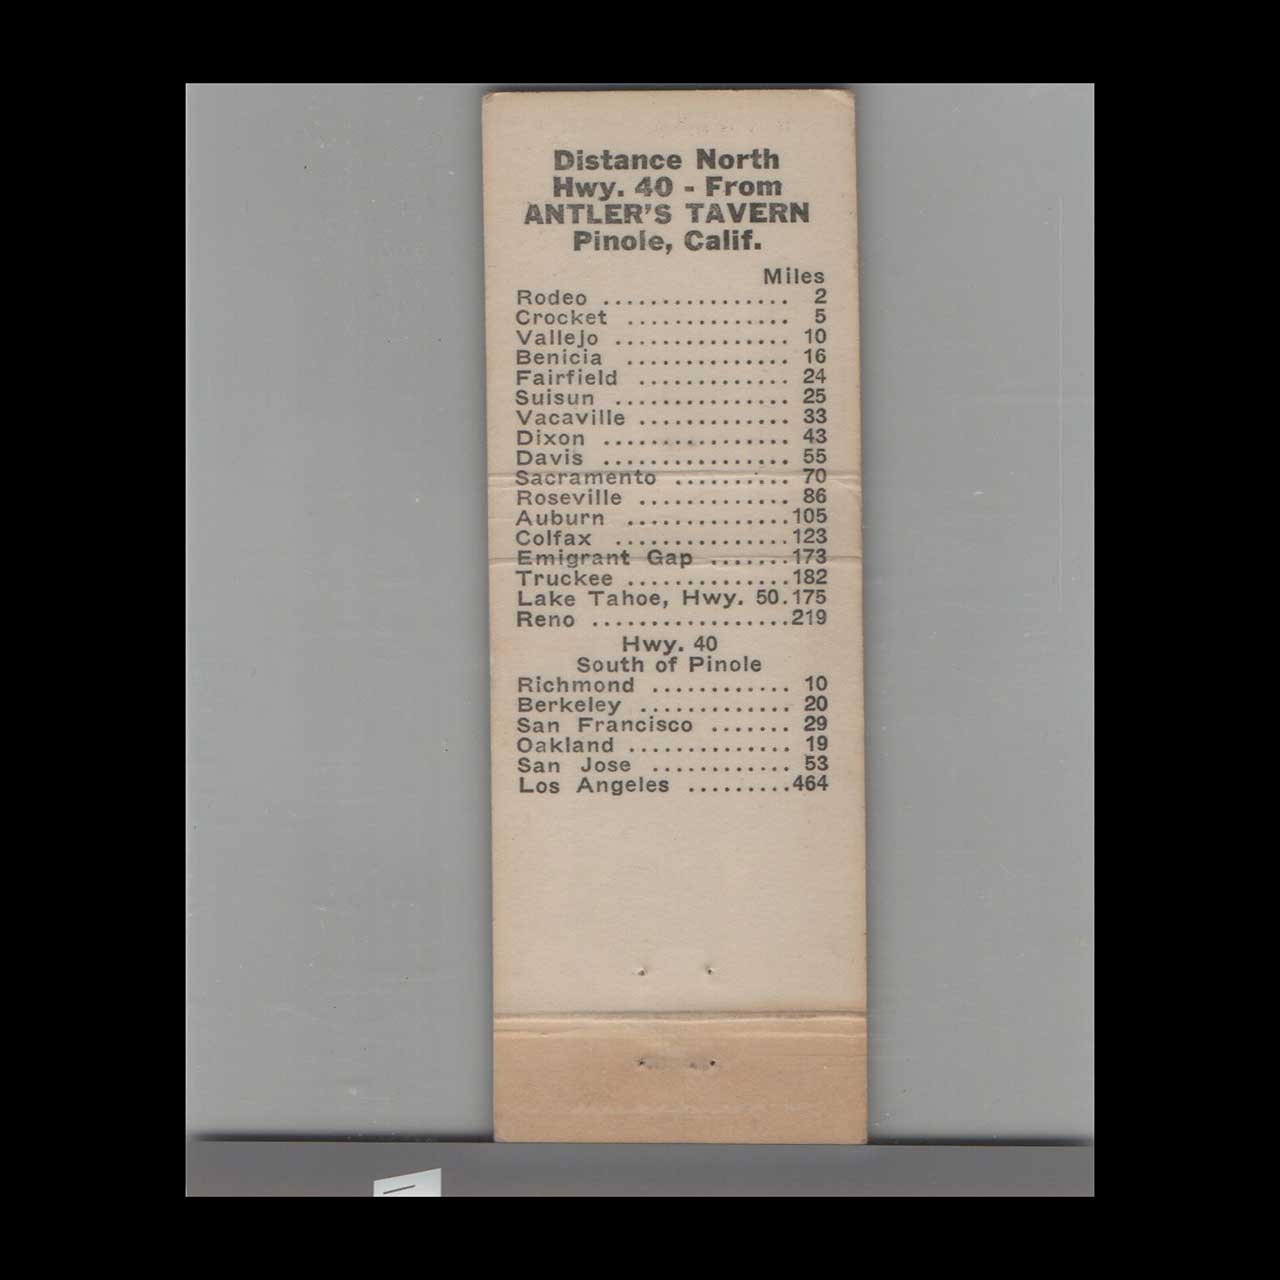 Distance North
Hwy. 40 - From
ANTLER'S TAVERN
Pinole, Calif.
Miles
Rodeo ................ 2
Crocket .............. 5
Vallejo ............... 10
Benicia .............. 16
Fairfield ............. 24
Suisun ............... 25
Vacaville ............. 33
Dixon ................ 43
Davis ................ 55
Sacramento .......... 70
Roseville ............. 86
Auburn ..............105
Colfax ...............123
Emigrant Gap .......173
Truckee ..............182
Lake Tahoe, Hwy. 50.175
Reno .................219
Hwy. 40
South of Pinole
Richmond ............ 10
Berkeley ............. 20
San Francisco ....... 29
Oakland .............. 19
San Jose ............ 53
Los Angeles .........464